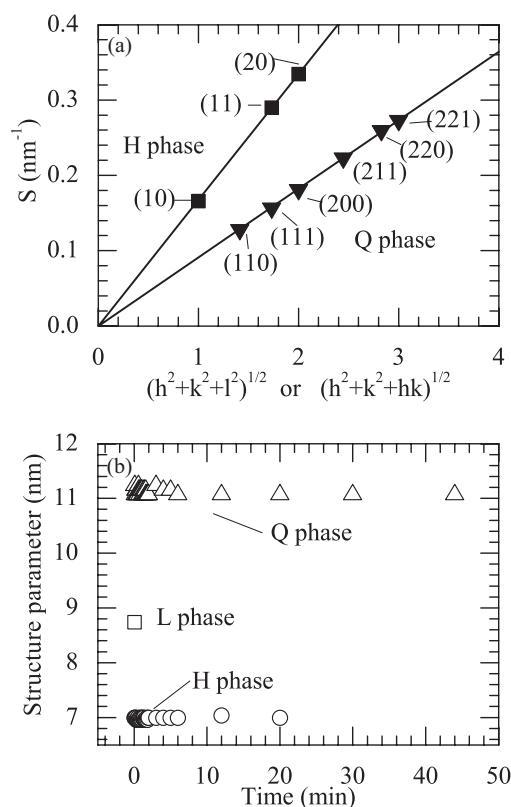 (a)
0.4
0.3
0.2
0.1
0.0
S (nm⁻¹)
(20)
(11)
H phase
(10)
(221)
(220)
(211)
(200)
(111)
Q phase
(110)
0 1 2 3 4
(h²+k²+l²)^1/2 or (h²+k²+hk)^1/2
(b)
12
11
10
9
8
7
6
Structure parameter (nm)
Q phase
L phase
H phase
0 10 20 30 40 50
Time (min)